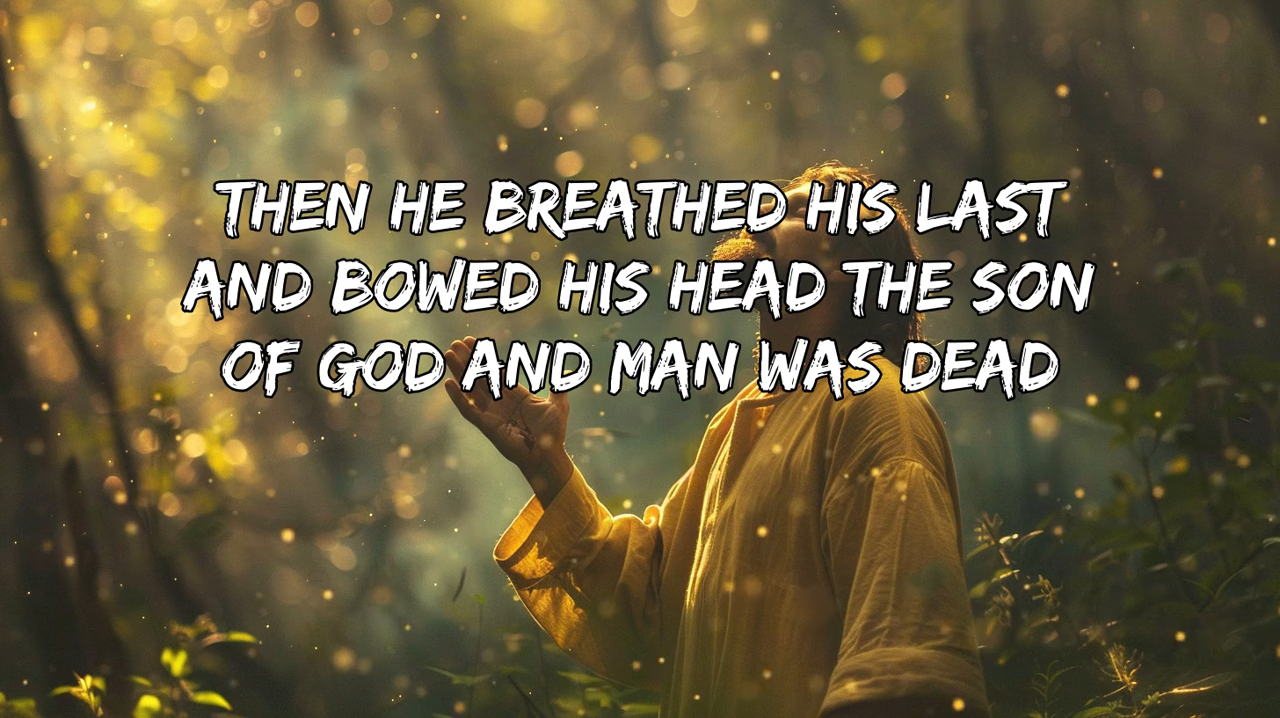 THEN HE BREATHED HIS LAST
AND BOWED HIS HEAD THE SON
OF GOD AND MAN WAS DEAD